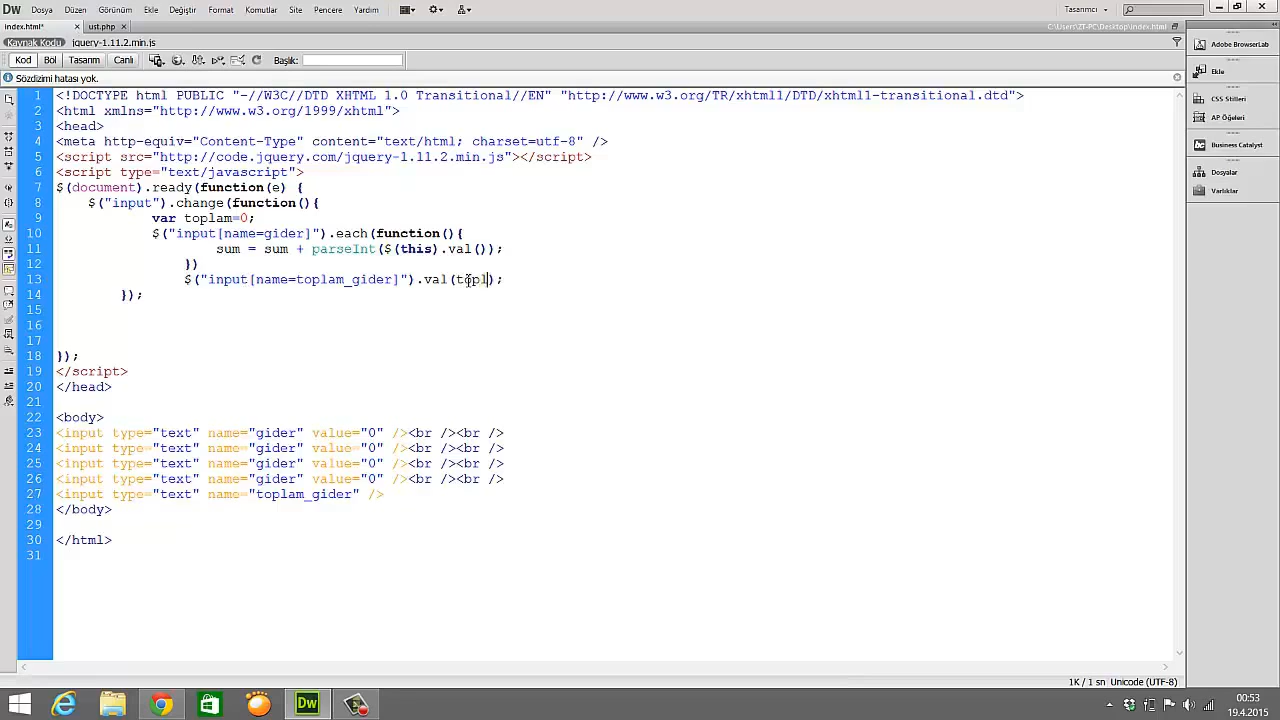 Dw Dosya Düzen Görünüm Ekle Değiştir Format Komutlar Site Pencere Yardım Tasarımcı
index.html* ust.php C:\Users\ZT-PC\Desktop\index.html
Kaynak Kodu jquery-1.11.2.min.js
Kod Böl Tasarım Canlı Başlık:
Sözdizimi hatası yok.
1 <!DOCTYPE html PUBLIC "-//W3C//DTD XHTML 1.0 Transitional//EN" "http://www.w3.org/TR/xhtml1/DTD/xhtml1-transitional.dtd">
2 <html xmlns="http://www.w3.org/1999/xhtml">
3 <head>
4 <meta http-equiv="Content-Type" content="text/html; charset=utf-8" />
5 <script src="http://code.jquery.com/jquery-1.11.2.min.js"></script>
6 <script type="text/javascript">
7 $(document).ready(function(e) {
8 $("input").change(function(){
9 var toplam=0;
10 $("input[name=gider]").each(function(){
11 sum = sum + parseInt($(this).val());
12 })
13 $("input[name=toplam_gider]").val(topl);
14 });
15
16
17
18 });
19 </script>
20 </head>
21
22 <body>
23 <input type="text" name="gider" value="0" /><br /><br />
24 <input type="text" name="gider" value="0" /><br /><br />
25 <input type="text" name="gider" value="0" /><br /><br />
26 <input type="text" name="gider" value="0" /><br /><br />
27 <input type="text" name="toplam_gider" />
28 </body>
29
30 </html>
31
Adobe BrowserLab
Ekle
CSS Stilleri
AP Öğeleri
Business Catalyst
Dosyalar
Varlıklar
1K / 1 sn Unicode (UTF-8)
Dw
00:53
19.4.2015